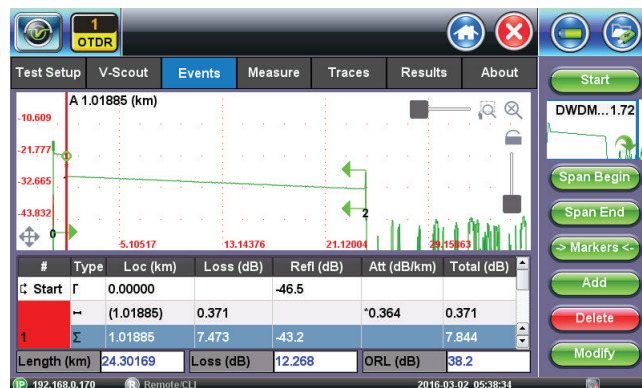 1
OTDR
Test Setup V-Scout Events Measure Traces Results About
Start
A 1.01885 (km)
-10.609
-21.777
-32.665
-43.832
0
2
5.10517 13.14376 21.12004 29.15863
DWDM...1.72
Span Begin
Span End
-> Markers <-
Add
Delete
Modify
# Type Loc (km) Loss (dB) Refl (dB) Att (dB/km) Total (dB)
Start 0.00000 -46.5
(1.01885) 0.371 *0.364 0.371
1 Σ 1.01885 7.473 -43.2 7.844
Length (km) 24.30169 Loss (dB) 12.268 ORL (dB) 38.2
IP 192.168.0.170 R Remote/CLI 2016-03-02 05:38:34